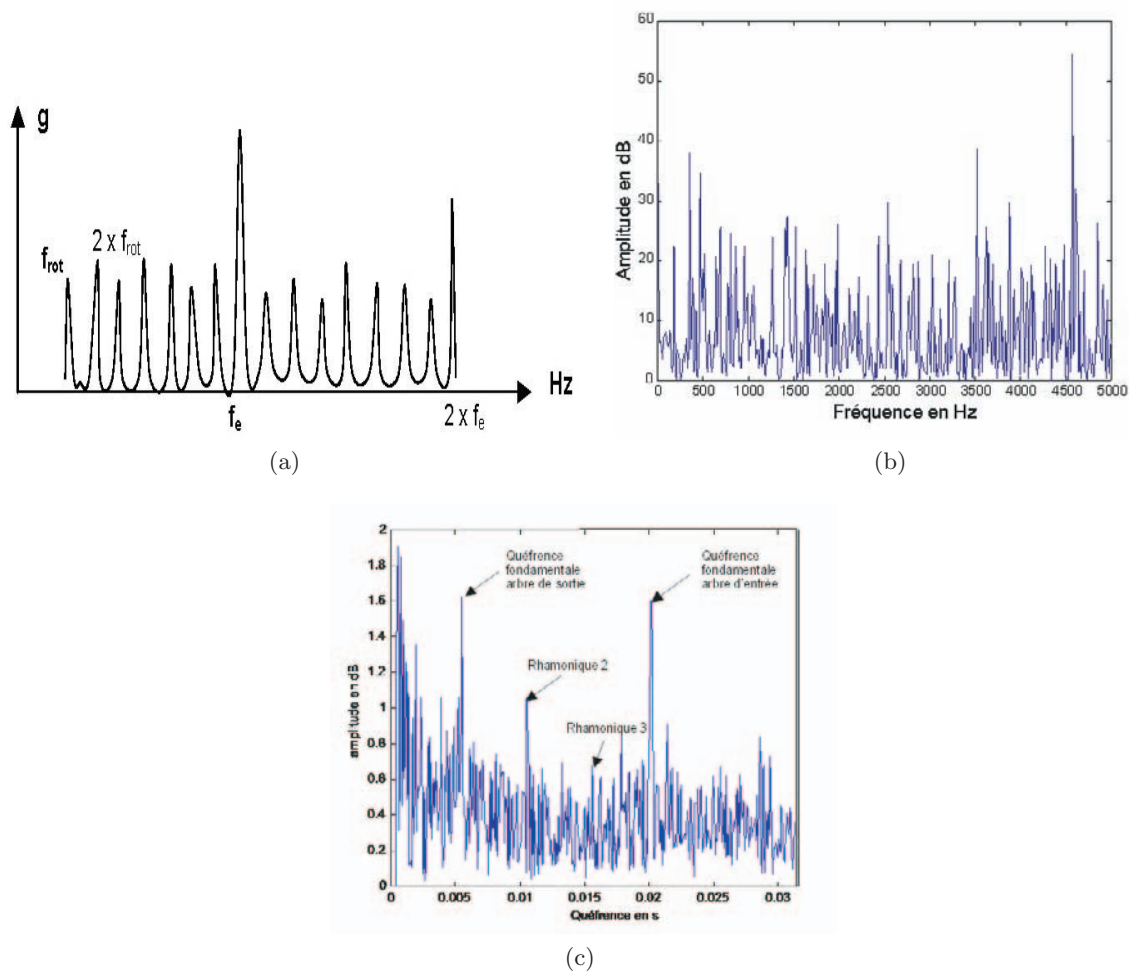 g
f_rot
2 x f_rot
f_e
2 x f_e
Hz
(a)
60
50
40
30
20
10
0
Amplitude en dB
0 500 1000 1500 2000 2500 3000 3500 4000 4500 5000
Fréquence en Hz
(b)
2
1.8
1.6
1.4
1.2
1
0.8
0.6
0.4
0.2
0
amplitude en dB
Quéfrence
fondamentale
arbre de sortie
Quéfrence
fondamentale
arbre d'entrée
Rhamonique 2
Rhamonique 3
0 0.005 0.01 0.015 0.02 0.025 0.03
Quéfrence en s
(c)